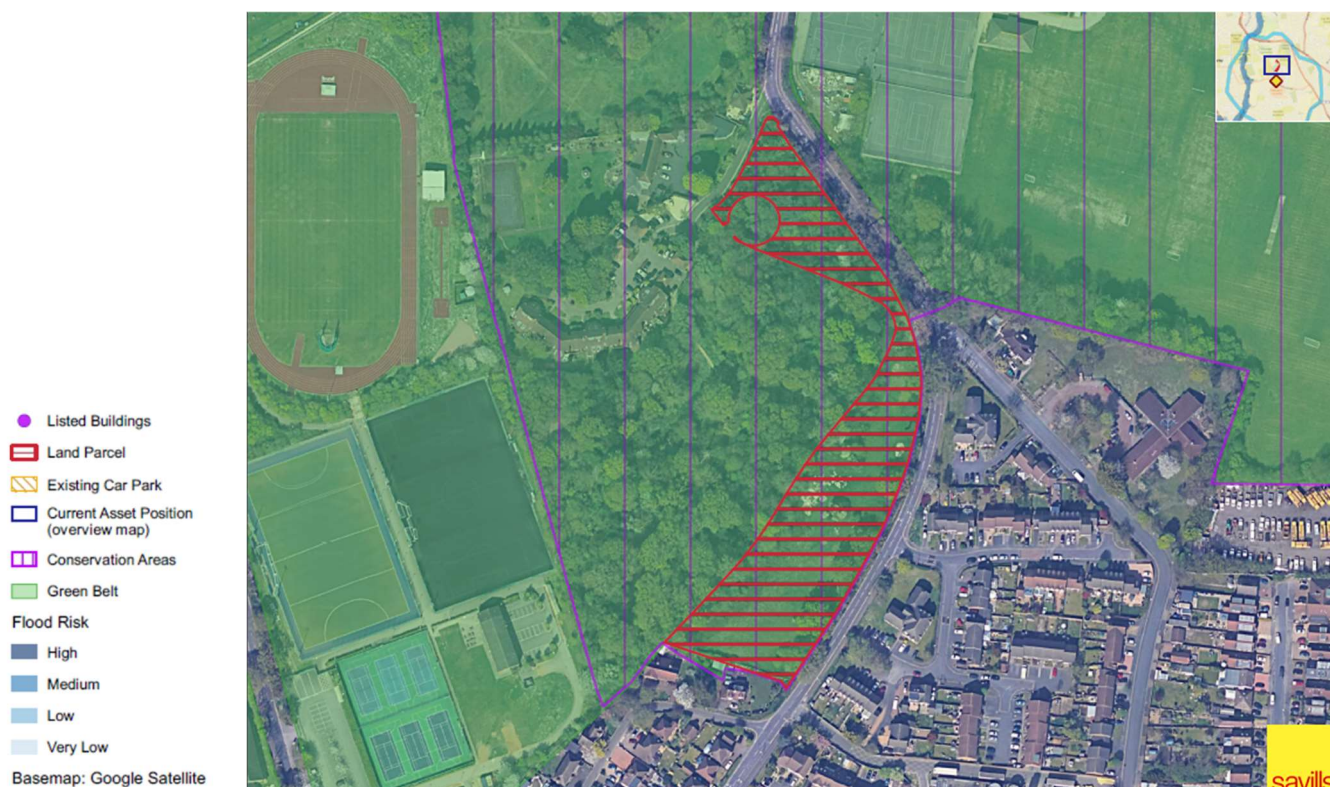 Listed Buildings
Land Parcel
Existing Car Park
Current Asset Position
(overview map)
Conservation Areas
Green Belt
Flood Risk
High
Medium
Low
Very Low
Basemap: Google Satellite
savills